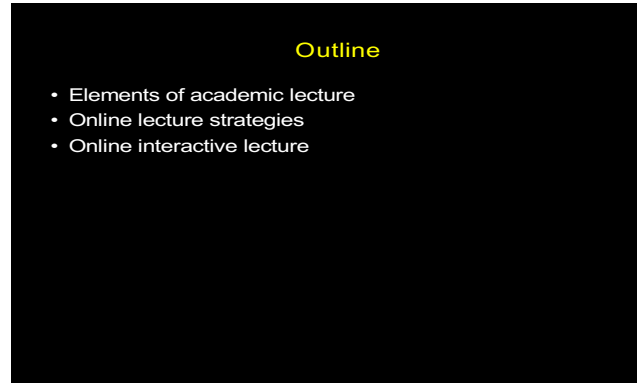 Outline
• Elements of academic lecture
• Online lecture strategies
• Online interactive lecture